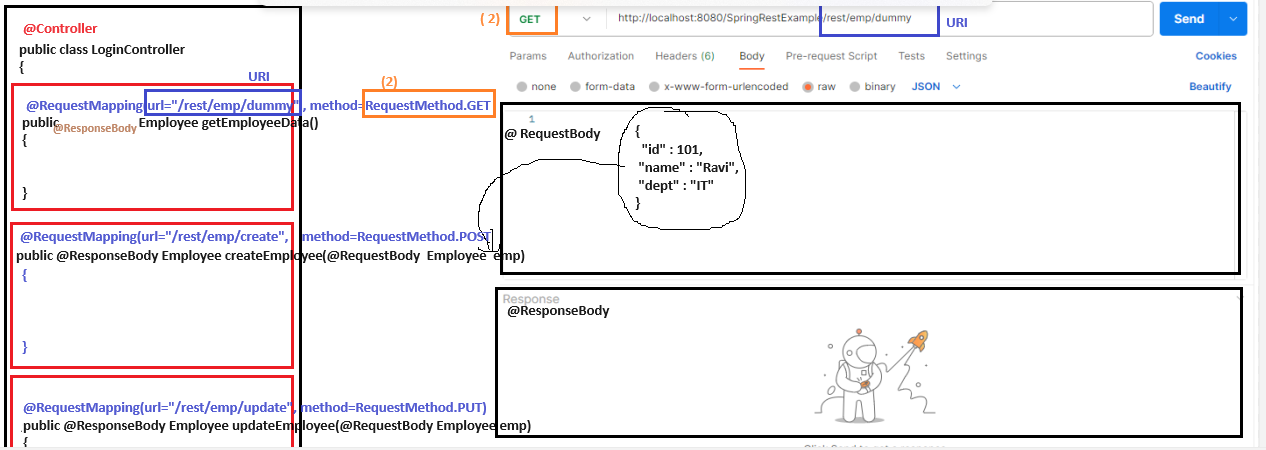 @Controller
public class LoginController
{
URI
(2)
@RequestMapping(url="/rest/emp/dummy", method=RequestMethod.GET
public @ResponseBody Employee getEmployeeData()
{
}
@RequestMapping(url="/rest/emp/create", method=RequestMethod.POST
public @ResponseBody Employee createEmployee(@RequestBody Employee emp)
{
}
@RequestMapping(url="/rest/emp/update", method=RequestMethod.PUT)
public @ResponseBody Employee updateEmployee(@RequestBody Employee emp)
{
( 2) GET http://localhost:8080/SpringRestExample/rest/emp/dummy URI Send
Params Authorization Headers (6) Body Pre-request Script Tests Settings Cookies
none form-data x-www-form-urlencoded raw binary JSON Beautify
1
@ RequestBody
{
"id" : 101,
"name" : "Ravi",
"dept" : "IT"
}
Response
@ResponseBody